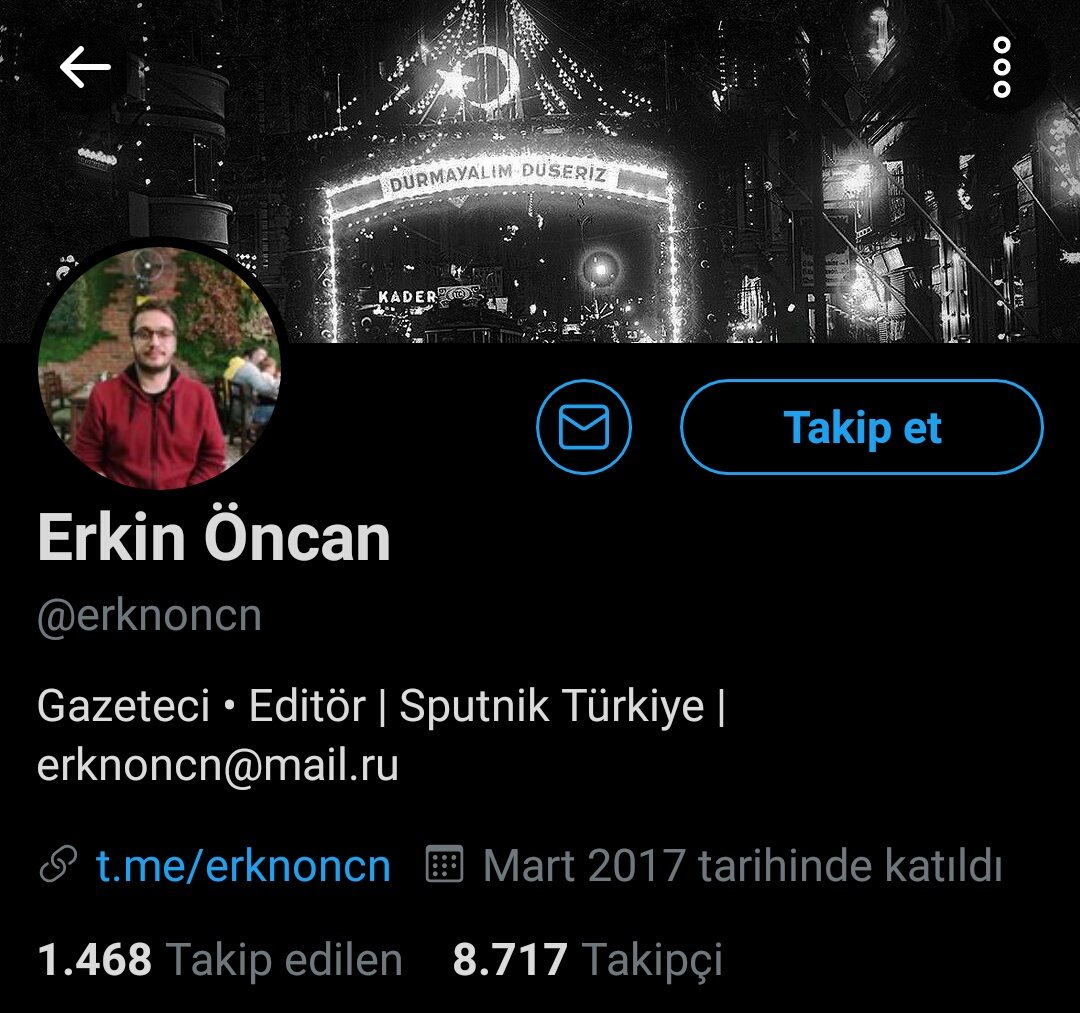 DURMAYALIM DÜŞERİZ
KADER
Takip et
Erkin Öncan
@erknoncn
Gazeteci • Editör | Sputnik Türkiye |
erknoncn@mail.ru
t.me/erknoncn Mart 2017 tarihinde katıldı
1.468 Takip edilen 8.717 Takipçi